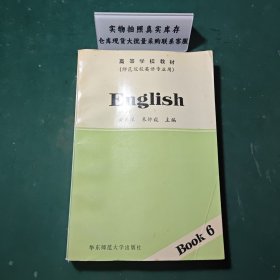 实物拍照真实库存
仓库现货大批量采购联系客服
高等学校教材
(师范院校英语专业用)
English
主编
Book 6
华东师范大学出版社